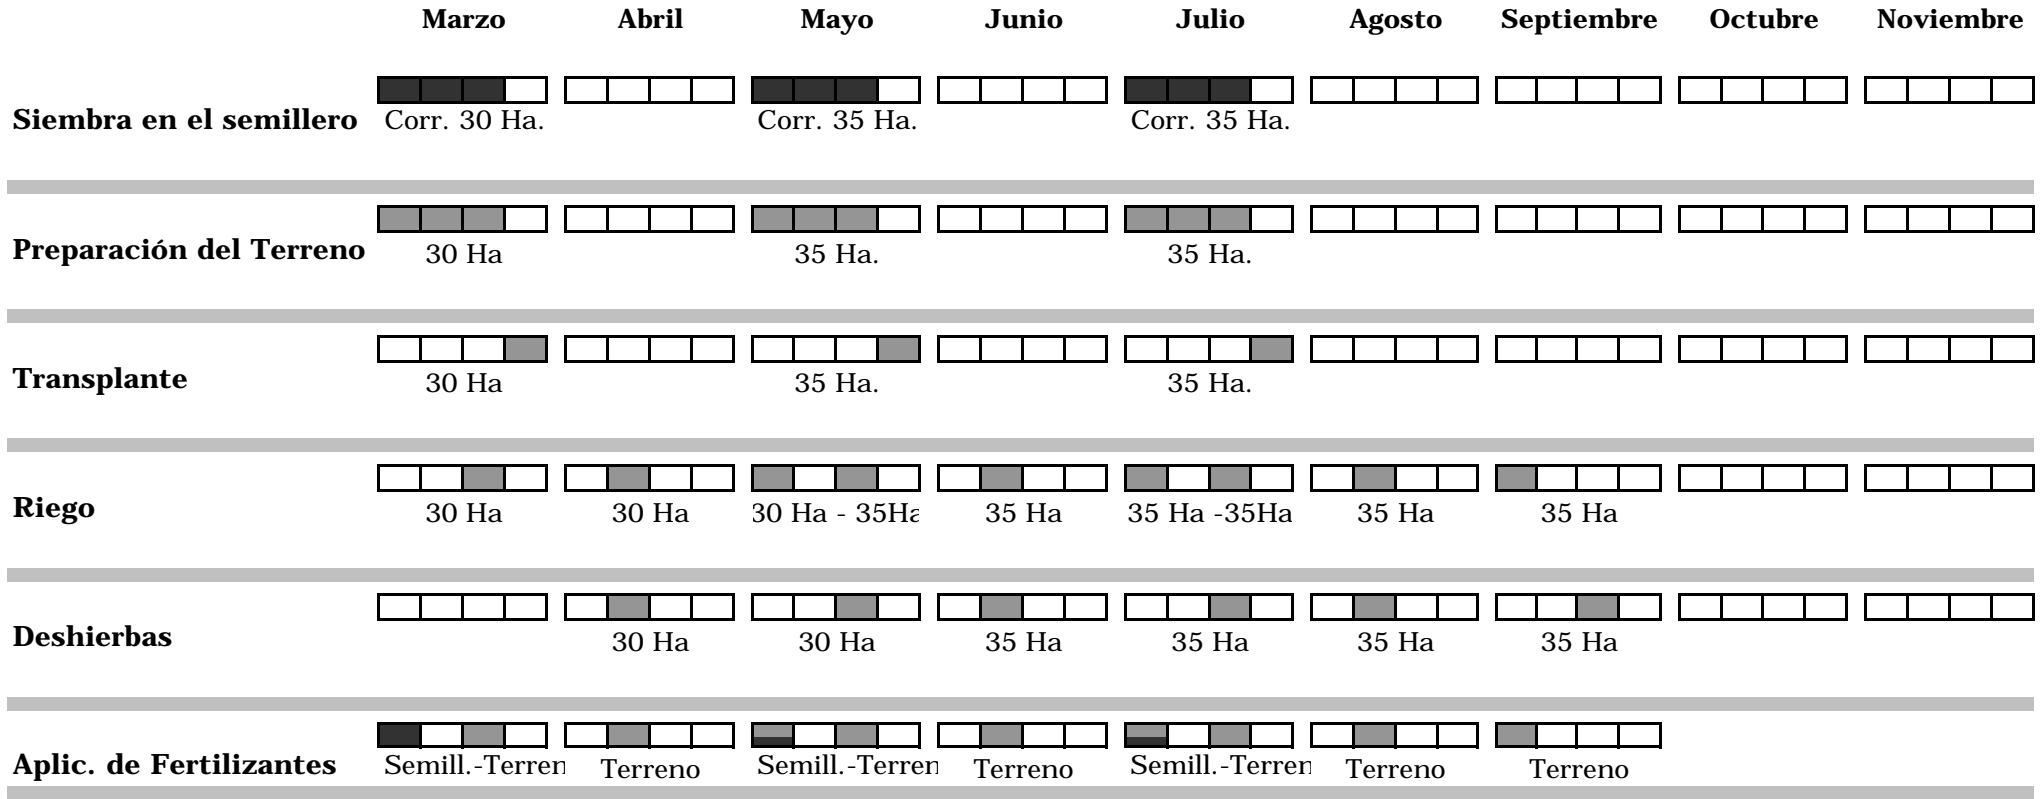 Marzo Abril Mayo Junio Julio Agosto Septiembre Octubre Noviembre
Siembra en el semillero Corr. 30 Ha. Corr. 35 Ha. Corr. 35 Ha.
Preparación del Terreno 30 Ha 35 Ha. 35 Ha.
Transplante 30 Ha 35 Ha. 35 Ha.
Riego 30 Ha 30 Ha 30 Ha - 35Ha 35 Ha 35 Ha -35Ha 35 Ha 35 Ha
Deshierbas 30 Ha 30 Ha 35 Ha 35 Ha 35 Ha 35 Ha
Aplic. de Fertilizantes Semill.-Terren Terreno Semill.-Terren Terreno Semill.-Terren Terreno Terreno